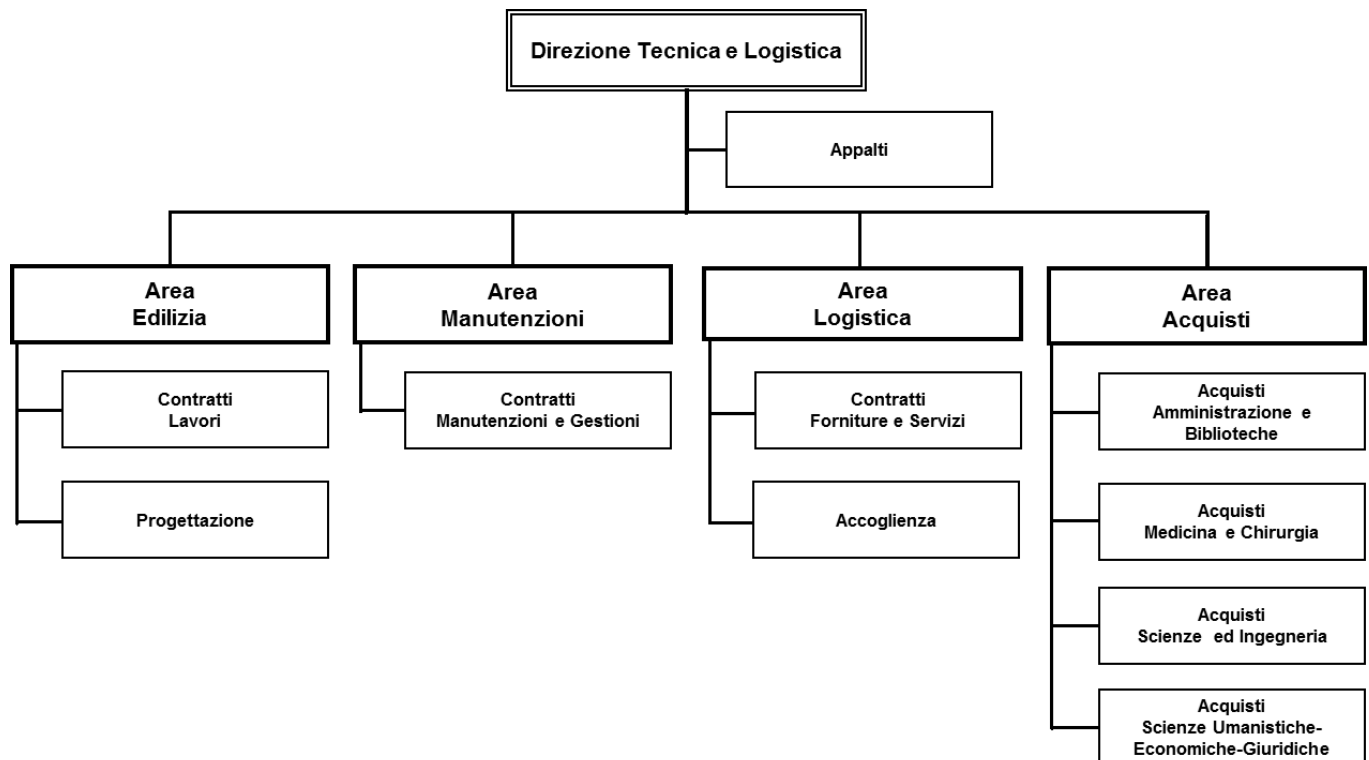 Direzione Tecnica e Logistica
Appalti
Area
Edilizia
Contratti
Lavori
Progettazione
Area
Manutenzioni
Contratti
Manutenzioni e Gestioni
Area
Logistica
Contratti
Forniture e Servizi
Accoglienza
Area
Acquisti
Acquisti
Amministrazione e
Biblioteche
Acquisti
Medicina e Chirurgia
Acquisti
Scienze ed Ingegneria
Acquisti
Scienze Umanistiche-
Economiche-Giuridiche